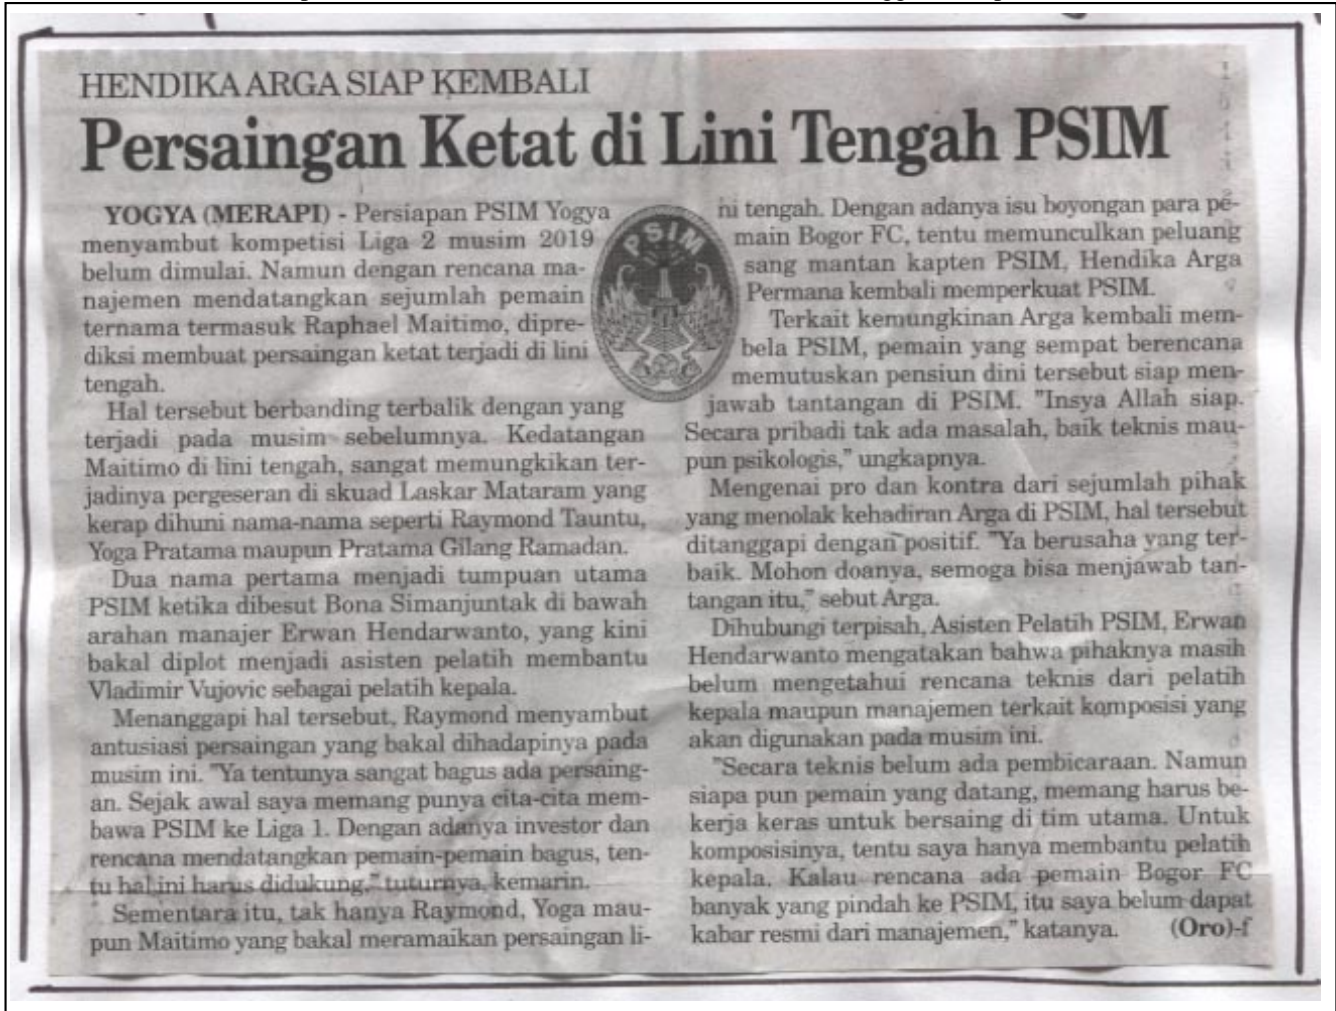 HENDIKA ARGA SIAP KEMBALI
Persaingan Ketat di Lini Tengah PSIM
YOGYA (MERAPI) - Persiapan PSIM Yogya
menyambut kompetisi Liga 2 musim 2019
belum dimulai. Namun dengan rencana ma-
najemen mendatangkan sejumlah pemain
ternama termasuk Raphael Maitimo, dipre-
diksi membuat persaingan ketat terjadi di lini
tengah.
Hal tersebut berbanding terbalik dengan yang
terjadi pada musim sebelumnya. Kedatangan
Maitimo di lini tengah, sangat memungkikan ter-
jadinya pergeseran di skuad Laskar Mataram yang
kerap dihuni nama-nama seperti Raymond Tauntu,
Yoga Pratama maupun Pratama Gilang Ramadan.
Dua nama pertama menjadi tumpuan utama
PSIM ketika dibesut Bona Simanjuntak di bawah
arahan manajer Erwan Hendarwanto, yang kini
bakal diplot menjadi asisten pelatih membantu
Vladimir Vujovic sebagai pelatih kepala.
Menanggapi hal tersebut, Raymond menyambut
antusiasi persaingan yang bakal dihadapinya pada
musim ini. "Ya tentunya sangat bagus ada persaing-
an. Sejak awal saya memang punya cita-cita mem-
bawa PSIM ke Liga 1. Dengan adanya investor dan
rencana mendatangkan pemain-pemain bagus, ten-
tu hal ini harus didukung," tuturnya, kemarin.
Sementara itu, tak hanya Raymond, Yoga mau-
pun Maitimo yang bakal meramaikan persaingan li-
PSIM
ni tengah. Dengan adanya isu boyongan para pe-
main Bogor FC, tentu memunculkan peluang
sang mantan kapten PSIM, Hendika Arga
Permana kembali memperkuat PSIM.
Terkait kemungkinan Arga kembali mem-
bela PSIM, pemain yang sempat berencana
memutuskan pensiun dini tersebut siap men-
jawab tantangan di PSIM. "Insya Allah siap.
Secara pribadi tak ada masalah, baik teknis mau-
pun psikologis," ungkapnya.
Mengenai pro dan kontra dari sejumlah pihak
yang menolak kehadiran Arga di PSIM, hal tersebut
ditanggapi dengan positif. "Ya berusaha yang ter-
baik. Mohon doanya, semoga bisa menjawab tan-
tangan itu," sebut Arga.
Dihubungi terpisah, Asisten Pelatih PSIM, Erwan
Hendarwanto mengatakan bahwa pihaknya masih
belum mengetahui rencana teknis dari pelatih
kepala maupun manajemen terkait komposisi yang
akan digunakan pada musim ini.
"Secara teknis belum ada pembicaraan. Namun
siapa pun pemain yang datang, memang harus be-
kerja keras untuk bersaing di tim utama. Untuk
komposisinya, tentu saya hanya membantu pelatih
kepala. Kalau rencana ada pemain Bogor FC
banyak yang pindah ke PSIM, itu saya belum dapat
kabar resmi dari manajemen," katanya. (Oro)-f